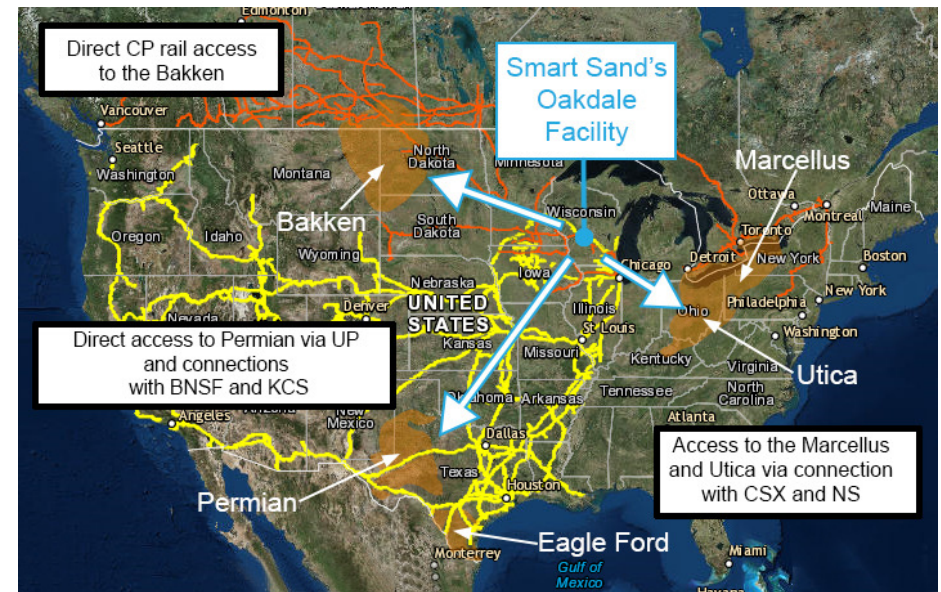 Edmonton
Direct CP rail access
to the Bakken
Smart Sand's
Oakdale
Facility
Vancouver
Seattle
Washington
Montana
North
Dakota
Minnesota
Marcellus
Ottawa
Montreal
Maine
Bakken
Wisconsin
Toronto
Oregon
Idaho
South
Dakota
Wyoming
Iowa
Chicago
Detroit
New York
Boston
Nebraska
UNITED
STATES
Denver
Illinois
Ohio
Philadelphia
New York
Nevada
St Louis
Washington
Direct access to Permian via UP
and connections
with BNSF and KCS
Kansas
Missouri
Kentucky
Virginia
Utica
Angeles
Arizona
New
Mexico
Oklahoma
Arkansas
Tennessee
North
Carolina
Atlanta
Dallas
Access to the Marcellus
and Utica via connection
with CSX and NS
Texas
Permian
Houston
Eagle Ford
Monterrey
Gulf of
Mexico
Miami
Havana